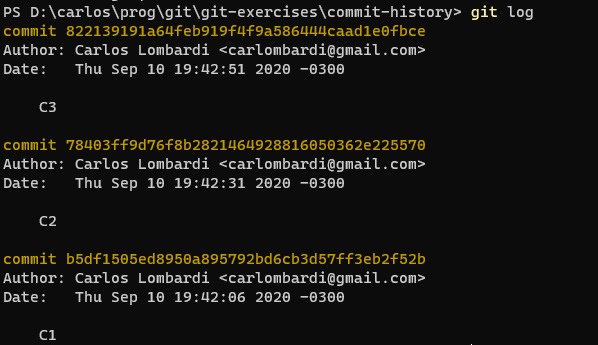 PS D:\carlos\prog\git\git-exercises\commit-history> git log
commit 822139191a64feb919f4f9a586444caad1e0fbce
Author: Carlos Lombardi <carlombardi@gmail.com>
Date:   Thu Sep 10 19:42:51 2020 -0300
    C3
commit 78403ff9d76f8b2821464928816050362e225570
Author: Carlos Lombardi <carlombardi@gmail.com>
Date:   Thu Sep 10 19:42:31 2020 -0300
    C2
commit b5df1505ed8950a895792bd6cb3d57ff3eb2f52b
Author: Carlos Lombardi <carlombardi@gmail.com>
Date:   Thu Sep 10 19:42:06 2020 -0300
    C1